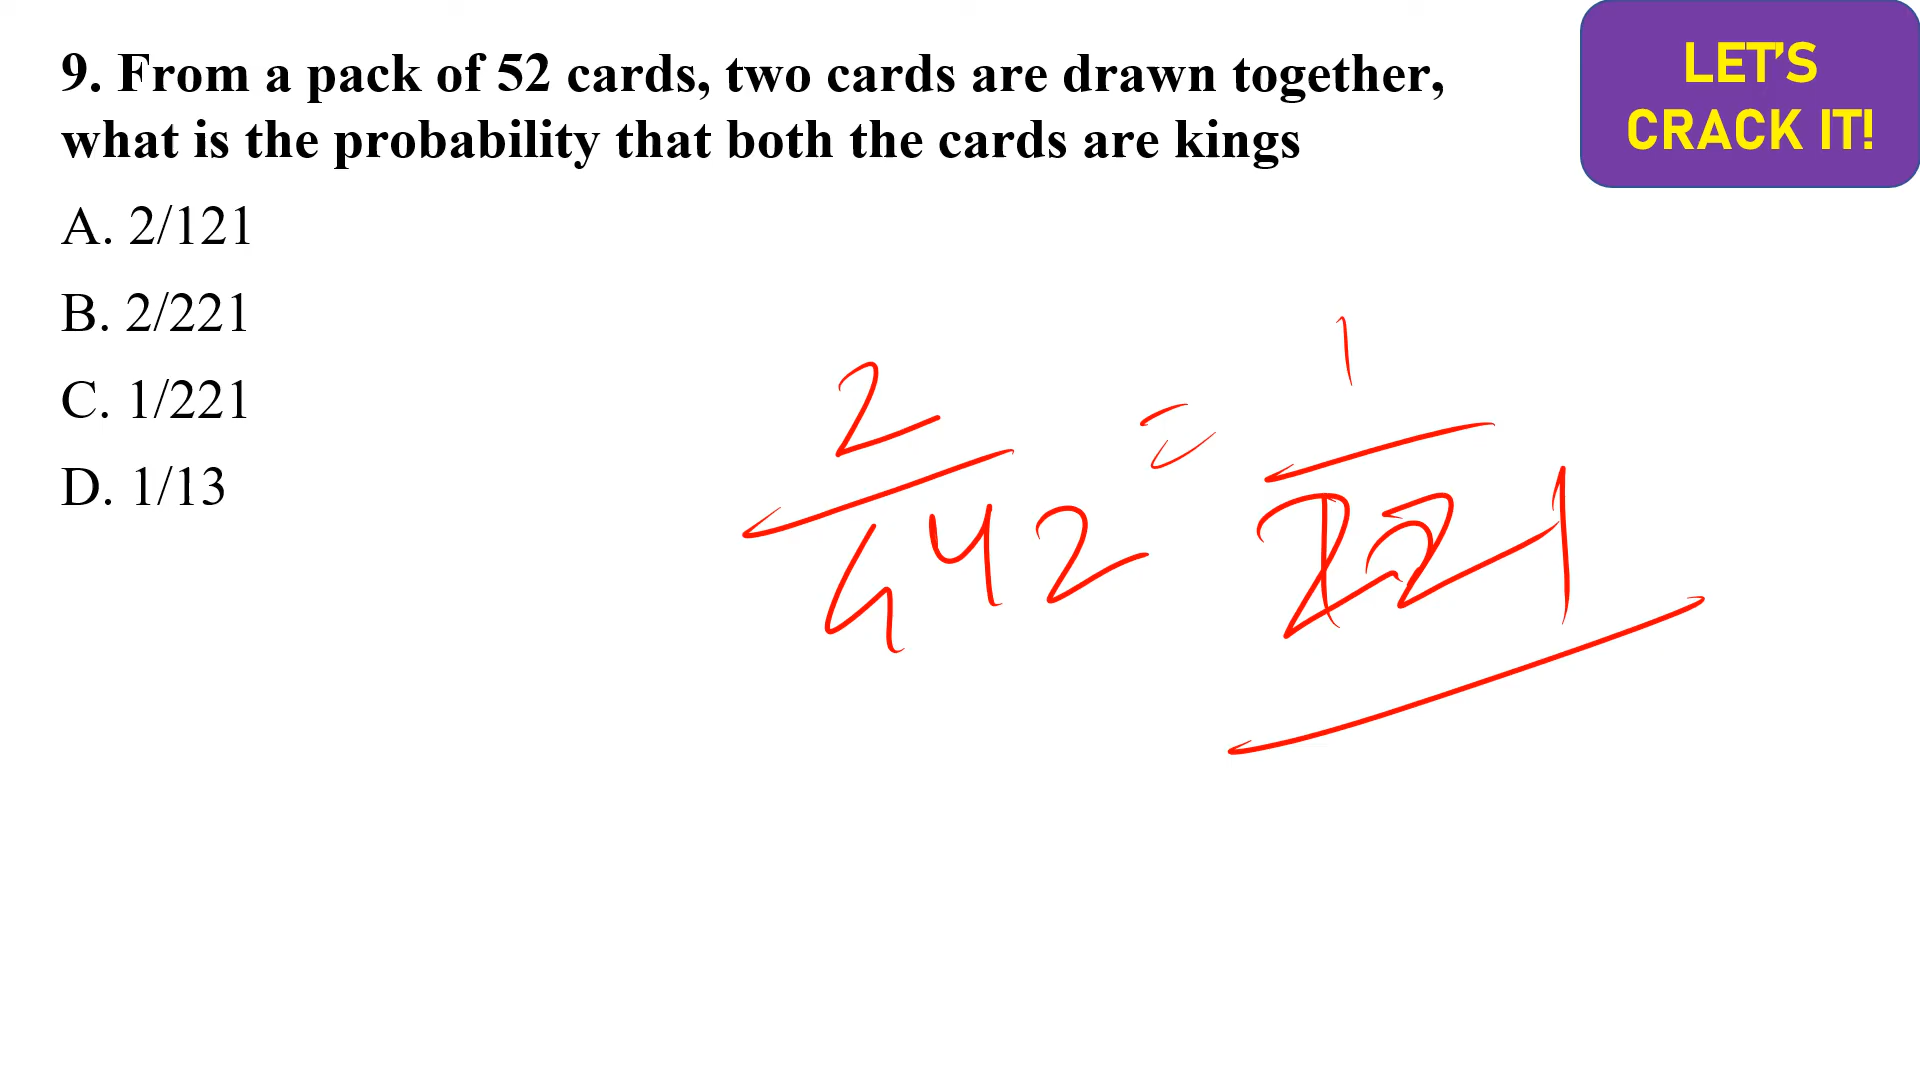 9. From a pack of 52 cards, two cards are drawn together,
what is the probability that both the cards are kings
LET'S
CRACK IT!
A. 2/121
B. 2/221
C. 1/221
D. 1/13
2/442 = 1/221